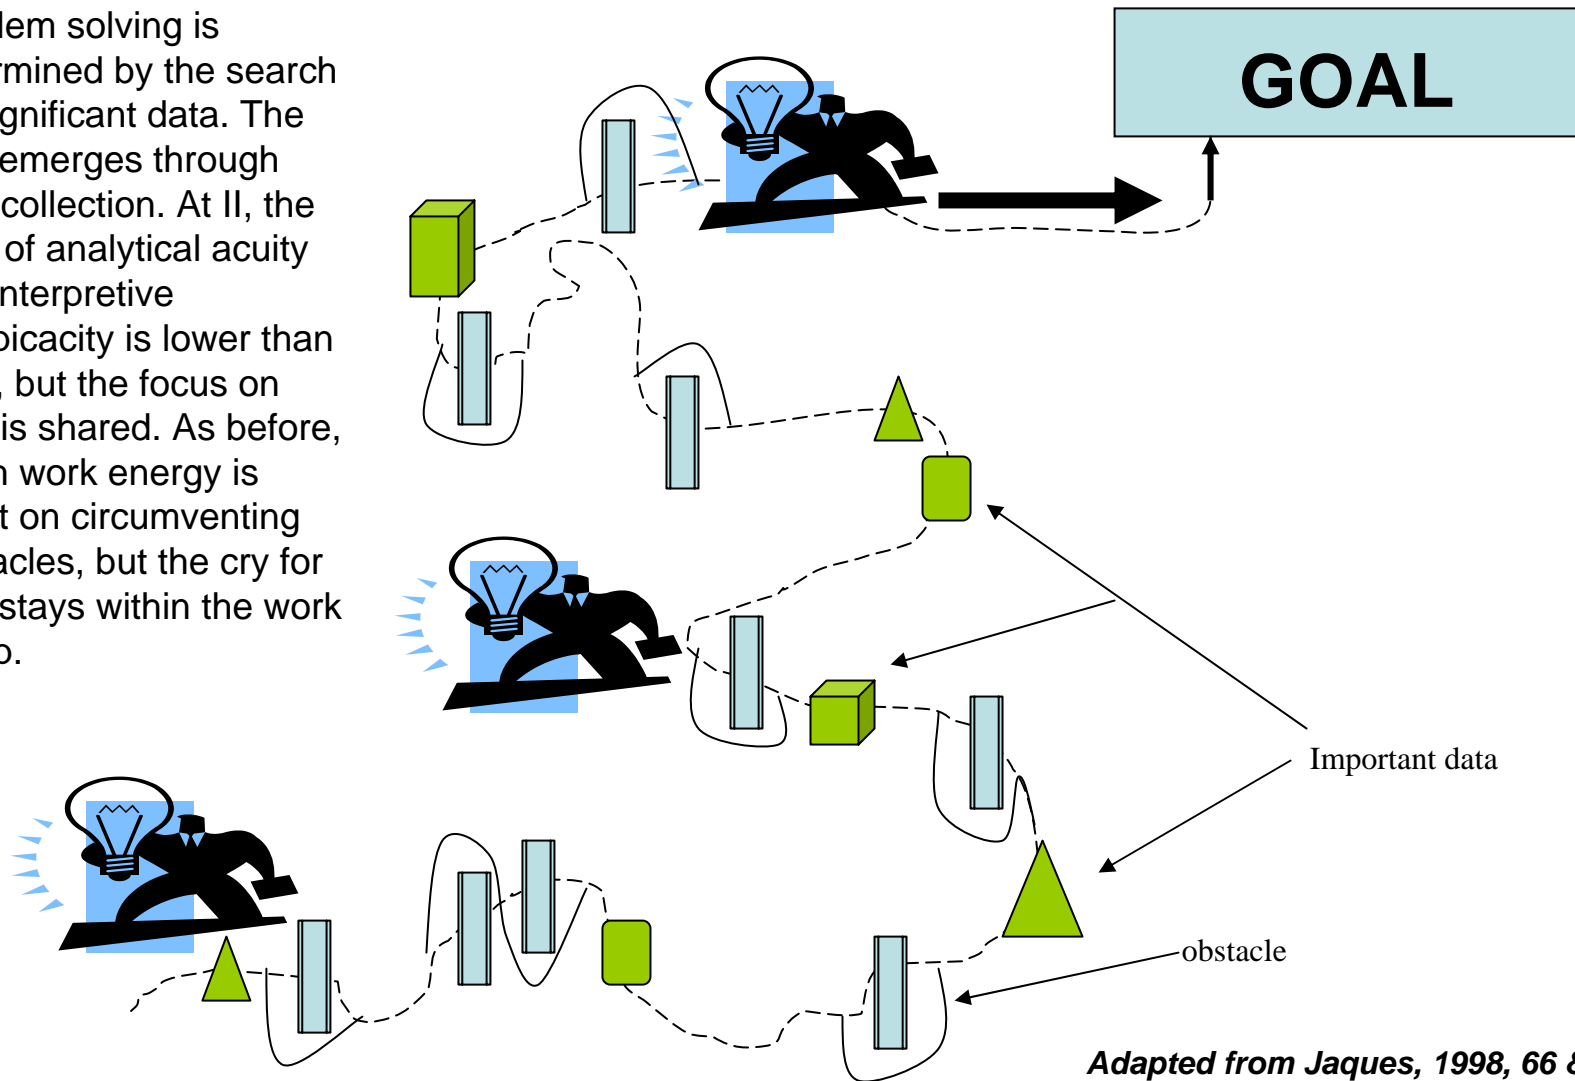 lem solving is
rmined by the search
gnificant data. The
emerges through
collection. At II, the
of analytical acuity
nterpretive
picacity is lower than
, but the focus on
is shared. As before,
n work energy is
t on circumventing
acles, but the cry for
stays within the work
o.
GOAL
Important data
obstacle
Adapted from Jaques, 1998, 66 &